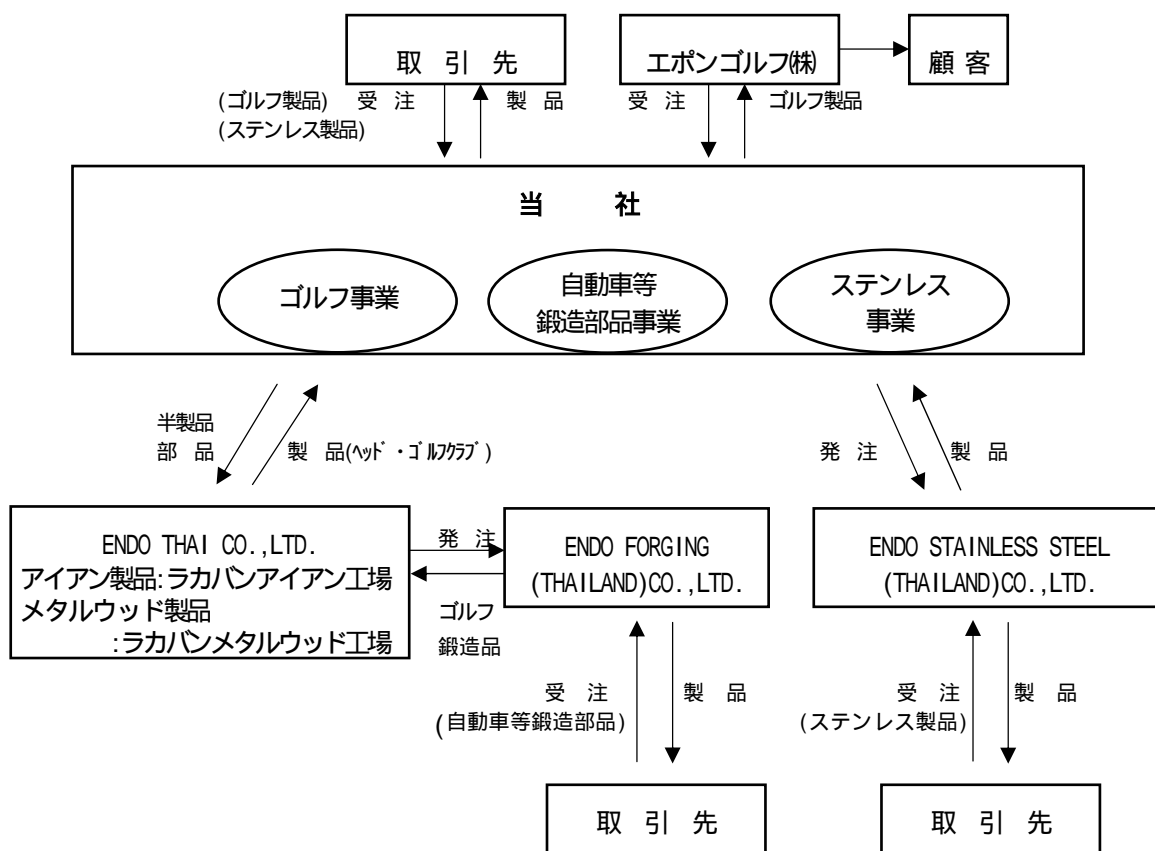 取 引 先
エポンゴルフ㈱
顧 客
(ゴルフ製品) 受 注
製 品
受 注
ゴルフ製品
(ステンレス製品)
当 社
ゴルフ事業
自動車等
鍛造部品事業
ステンレス
事業
半製品
部 品
製 品(ﾍｯﾄﾞ・ｺﾞﾙﾌｸﾗﾌﾞ)
発 注
製 品
ENDO THAI CO.,LTD.
アイアン製品:ラカバンアイアン工場
メタルウッド製品
:ラカバンメタルウッド工場
発 注
ゴルフ
鍛造品
ENDO FORGING
(THAILAND)CO.,LTD.
ENDO STAINLESS STEEL
(THAILAND)CO.,LTD.
受 注
(自動車等鍛造部品)
製 品
受 注
(ステンレス製品)
製 品
取 引 先
取 引 先